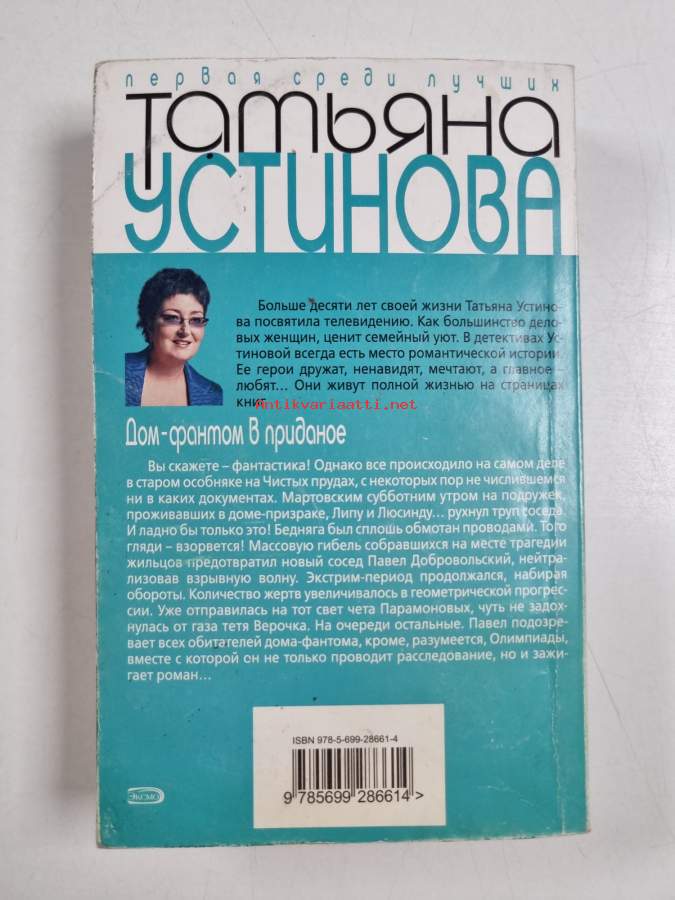 первая среди лучших
Татьяна
УСТИНОВА
Больше десяти лет своей жизни Татьяна Устино-
ва посвятила телевидению. Как большинство дело-
вых женщин, ценит семейный уют. В детективах Ус-
тиновой всегда есть место романтической истории.
Ее герои дружат, ненавидят, мечтают, а главное –
любят... Они живут полной жизнью на страницах
книг
Antikvariaatti.net
Дом-фантом в приданое
Вы скажете – фантастика! Однако все происходило на самом деле
в старом особняке на Чистых прудах, с некоторых пор не числившемся
ни в каких документах. Мартовским субботним утром на подружек,
проживавших в доме-призраке, Липу и Люсинду... рухнул труп соседа.
И ладно бы только это! Бедняга был сплошь обмотан проводами. Того
гляди – взорвется! Массовую гибель собравшихся на месте трагедии
жильцов предотвратил новый сосед Павел Добровольский, нейтра-
лизовав взрывную волну. Экстрим-период продолжался, набирая
обороты. Количество жертв увеличивалось в геометрической прогрес-
сии. Уже отправилась на тот свет чета Парамоновых, чуть не задох-
нулась от газа тетя Верочка. На очереди остальные. Павел подозре-
вает всех обитателей дома-фантома, кроме, разумеется, Олимпиады,
вместе с которой он не только проводит расследование, но и зажи-
гает роман...
ISBN 978-5-699-28661-4
9 785699 286614 >
ЭКСМО